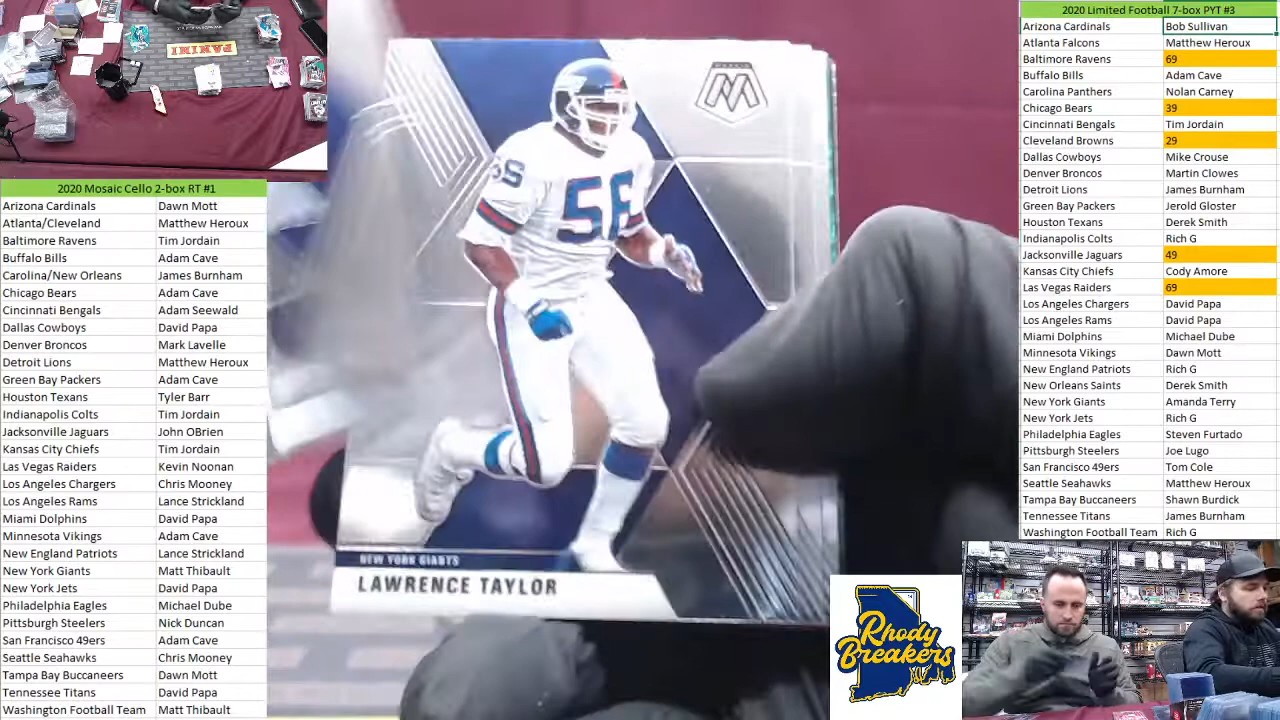 2020 Mosaic Cello 2-box RT #1
Arizona Cardinals Dawn Mott
Atlanta/Cleveland Matthew Heroux
Baltimore Ravens Tim Jordain
Buffalo Bills Adam Cave
Carolina/New Orleans James Burnham
Chicago Bears Adam Cave
Cincinnati Bengals Adam Seewald
Dallas Cowboys David Papa
Denver Broncos Mark Lavelle
Detroit Lions Matthew Heroux
Green Bay Packers Adam Cave
Houston Texans Tyler Barr
Indianapolis Colts Tim Jordain
Jacksonville Jaguars John OBrien
Kansas City Chiefs Tim Jordain
Las Vegas Raiders Kevin Noonan
Los Angeles Chargers Chris Mooney
Los Angeles Rams Lance Strickland
Miami Dolphins David Papa
Minnesota Vikings Adam Cave
New England Patriots Lance Strickland
New York Giants Matt Thibault
New York Jets David Papa
Philadelphia Eagles Michael Dube
Pittsburgh Steelers Nick Duncan
San Francisco 49ers Adam Cave
Seattle Seahawks Chris Mooney
Tampa Bay Buccaneers Dawn Mott
Tennessee Titans David Papa
Washington Football Team Matt Thibault
PANINI
M
56
56
NEW YORK GIANTS
LAWRENCE TAYLOR
2020 Limited Football 7-box PYT #3
Arizona Cardinals Bob Sullivan
Atlanta Falcons Matthew Heroux
Baltimore Ravens 69
Buffalo Bills Adam Cave
Carolina Panthers Nolan Carney
Chicago Bears 39
Cincinnati Bengals Tim Jordain
Cleveland Browns 29
Dallas Cowboys Mike Crouse
Denver Broncos Martin Clowes
Detroit Lions James Burnham
Green Bay Packers Jerold Gloster
Houston Texans Derek Smith
Indianapolis Colts Rich G
Jacksonville Jaguars 49
Kansas City Chiefs Cody Amore
Las Vegas Raiders 69
Los Angeles Chargers David Papa
Los Angeles Rams David Papa
Miami Dolphins Michael Dube
Minnesota Vikings Dawn Mott
New England Patriots Rich G
New Orleans Saints Derek Smith
New York Giants Amanda Terry
New York Jets Rich G
Philadelphia Eagles Steven Furtado
Pittsburgh Steelers Joe Lugo
San Francisco 49ers Tom Cole
Seattle Seahawks Matthew Heroux
Tampa Bay Buccaneers Shawn Burdick
Tennessee Titans James Burnham
Washington Football Team Rich G
Rhody
Breakers